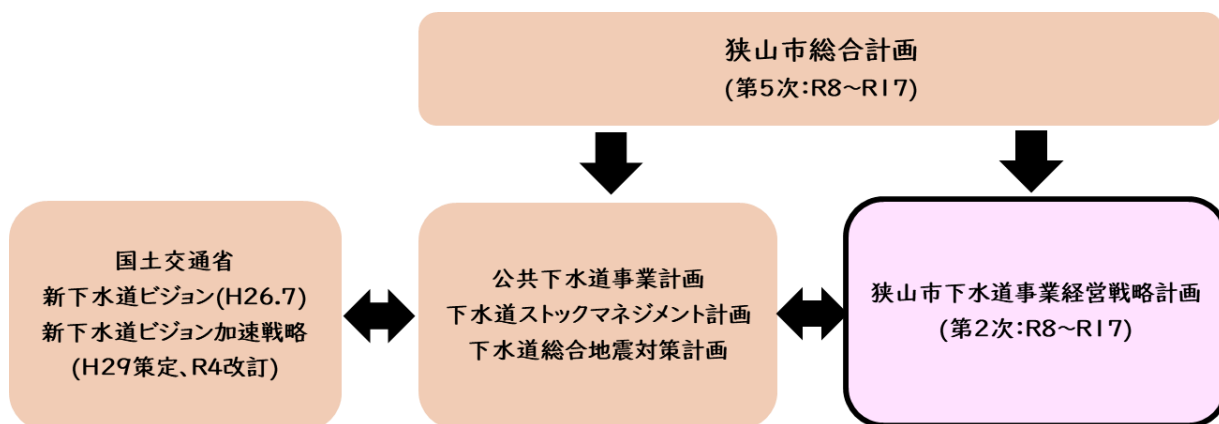 狭山市総合計画
(第5次:R8~R17)
国土交通省
新下水道ビジョン(H26.7)
新下水道ビジョン加速戦略
(H29策定、R4改訂)
公共下水道事業計画
下水道ストックマネジメント計画
下水道総合地震対策計画
狭山市下水道事業経営戦略計画
(第2次:R8~R17)